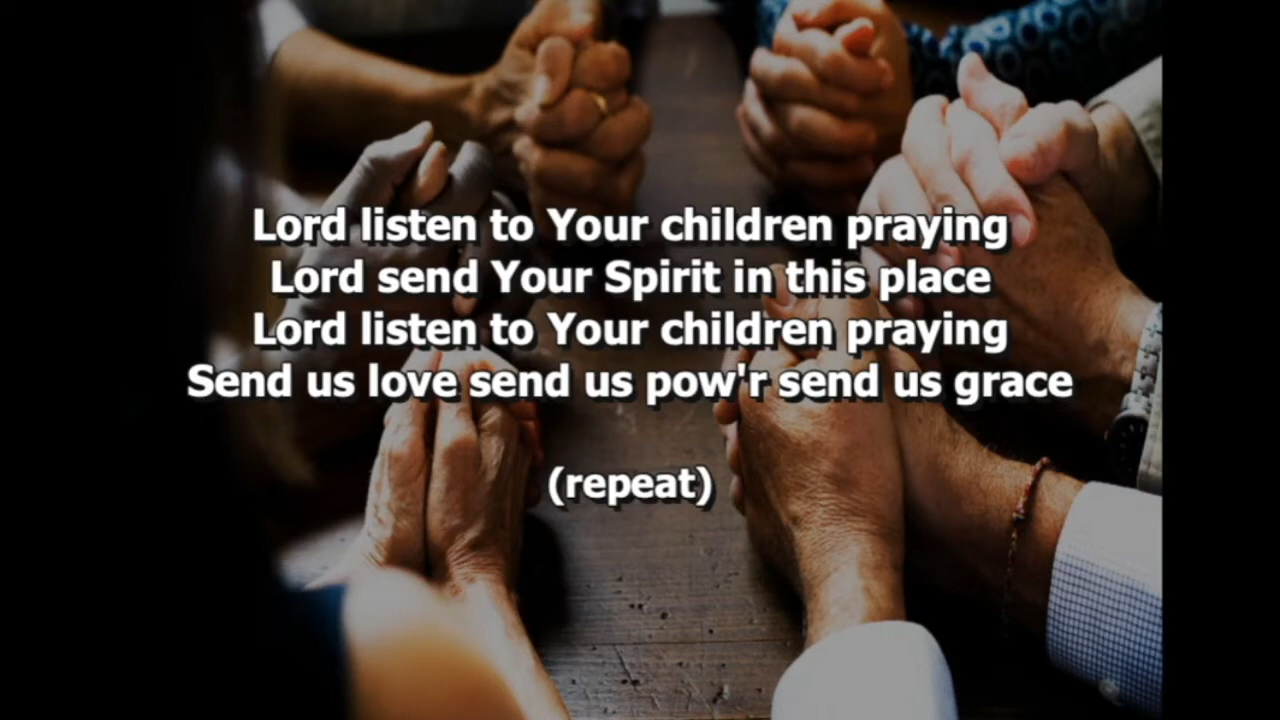 Lord listen to Your children praying
Lord send Your Spirit in this place
Lord listen to Your children praying
Send us love send us pow'r send us grace
(repeat)